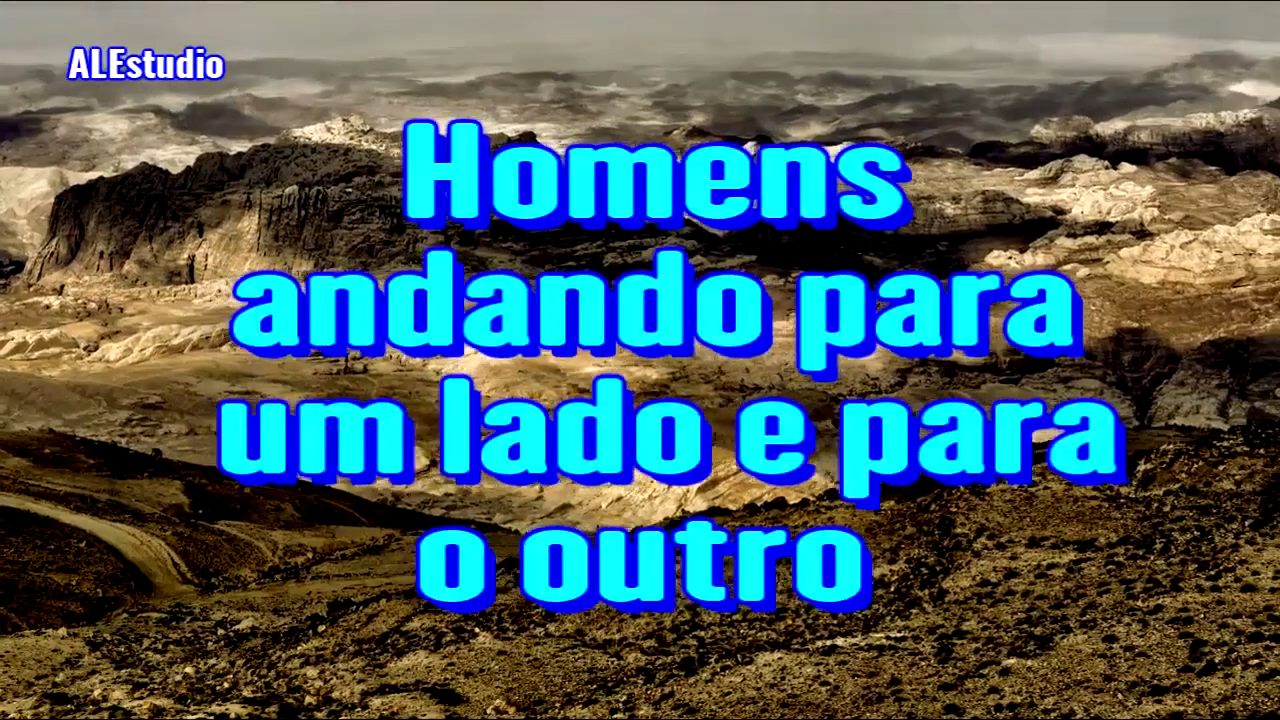 ALEstudio
Homens
andando para
um lado e para
o outro